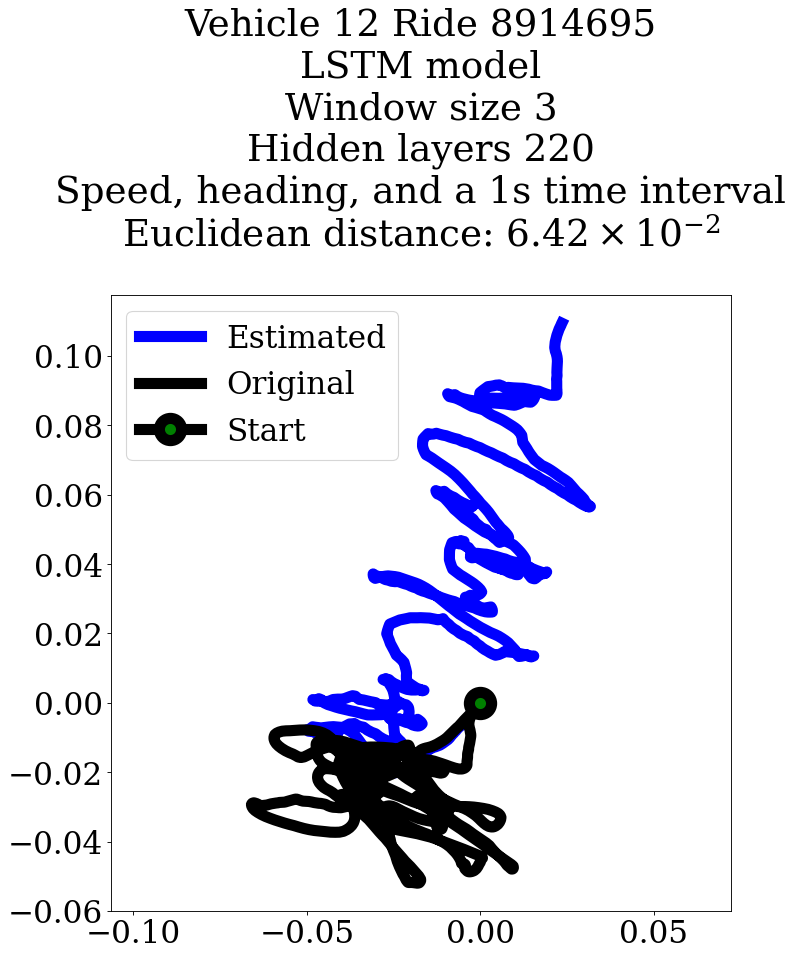 Vehicle 12 Ride 8914695
LSTM model
Window size 3
Hidden layers 220
Speed, heading, and a 1s time interval
Euclidean distance: 6.42 × 10⁻²
Estimated
Original
Start
0.10
0.08
0.06
0.04
0.02
0.00
−0.02
−0.04
−0.06
−0.10 −0.05 0.00 0.05